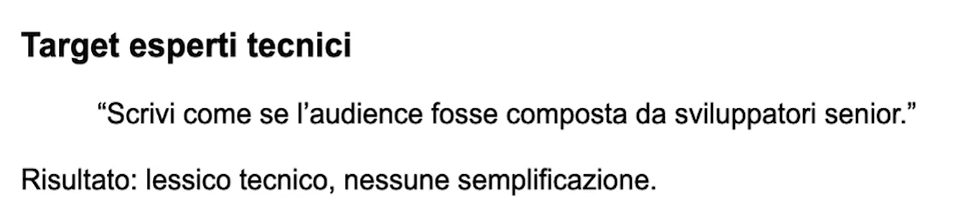 Target esperti tecnici
“Scrivi come se l’audience fosse composta da sviluppatori senior.”
Risultato: lessico tecnico, nessune semplificazione.